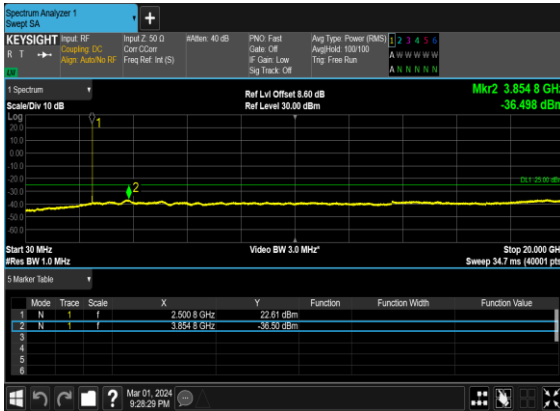 Spectrum Analyzer 1
Swept SA
+
KEYSIGHT Input: RF Input Z: 50 Ω #Atten: 40 dB PNO: Fast Avg Type: Power (RMS) 1 2 3 4 5 6
R T Coupling: DC Corr CCorr Gate: Off Avg|Hold: 100/100 A W W W W W
Align: Auto/No RF Freq Ref: Int (S) IF Gain: Low Trig: Free Run
Sig Track: Off A N N N N N
1 Spectrum Ref Lvl Offset 8.60 dB Mkr2 3.854 8 GHz
Scale/Div 10 dB Ref Level 30.00 dBm -36.498 dBm
Log
20.0
10.0
0.00
-10.0
-20.0
-30.0
-40.0
-50.0
-60.0
1
2
DL1 -25.00 dBm
Start 30 MHz Video BW 3.0 MHz* Stop 20.000 GH
#Res BW 1.0 MHz Sweep 34.7 ms (40001 pts
5 Marker Table
Mode Trace Scale X Y Function Function Width Function Value
1 N 1 f 2.500 8 GHz 22.61 dBm
2 N 1 f 3.854 8 GHz -36.50 dBm
3
4
5
6
? Mar 01, 2024
9:28:29 PM